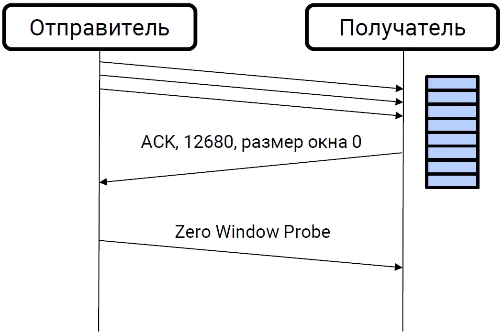 Отправитель
Получатель
ACK, 12680, размер окна 0
Zero Window Probe